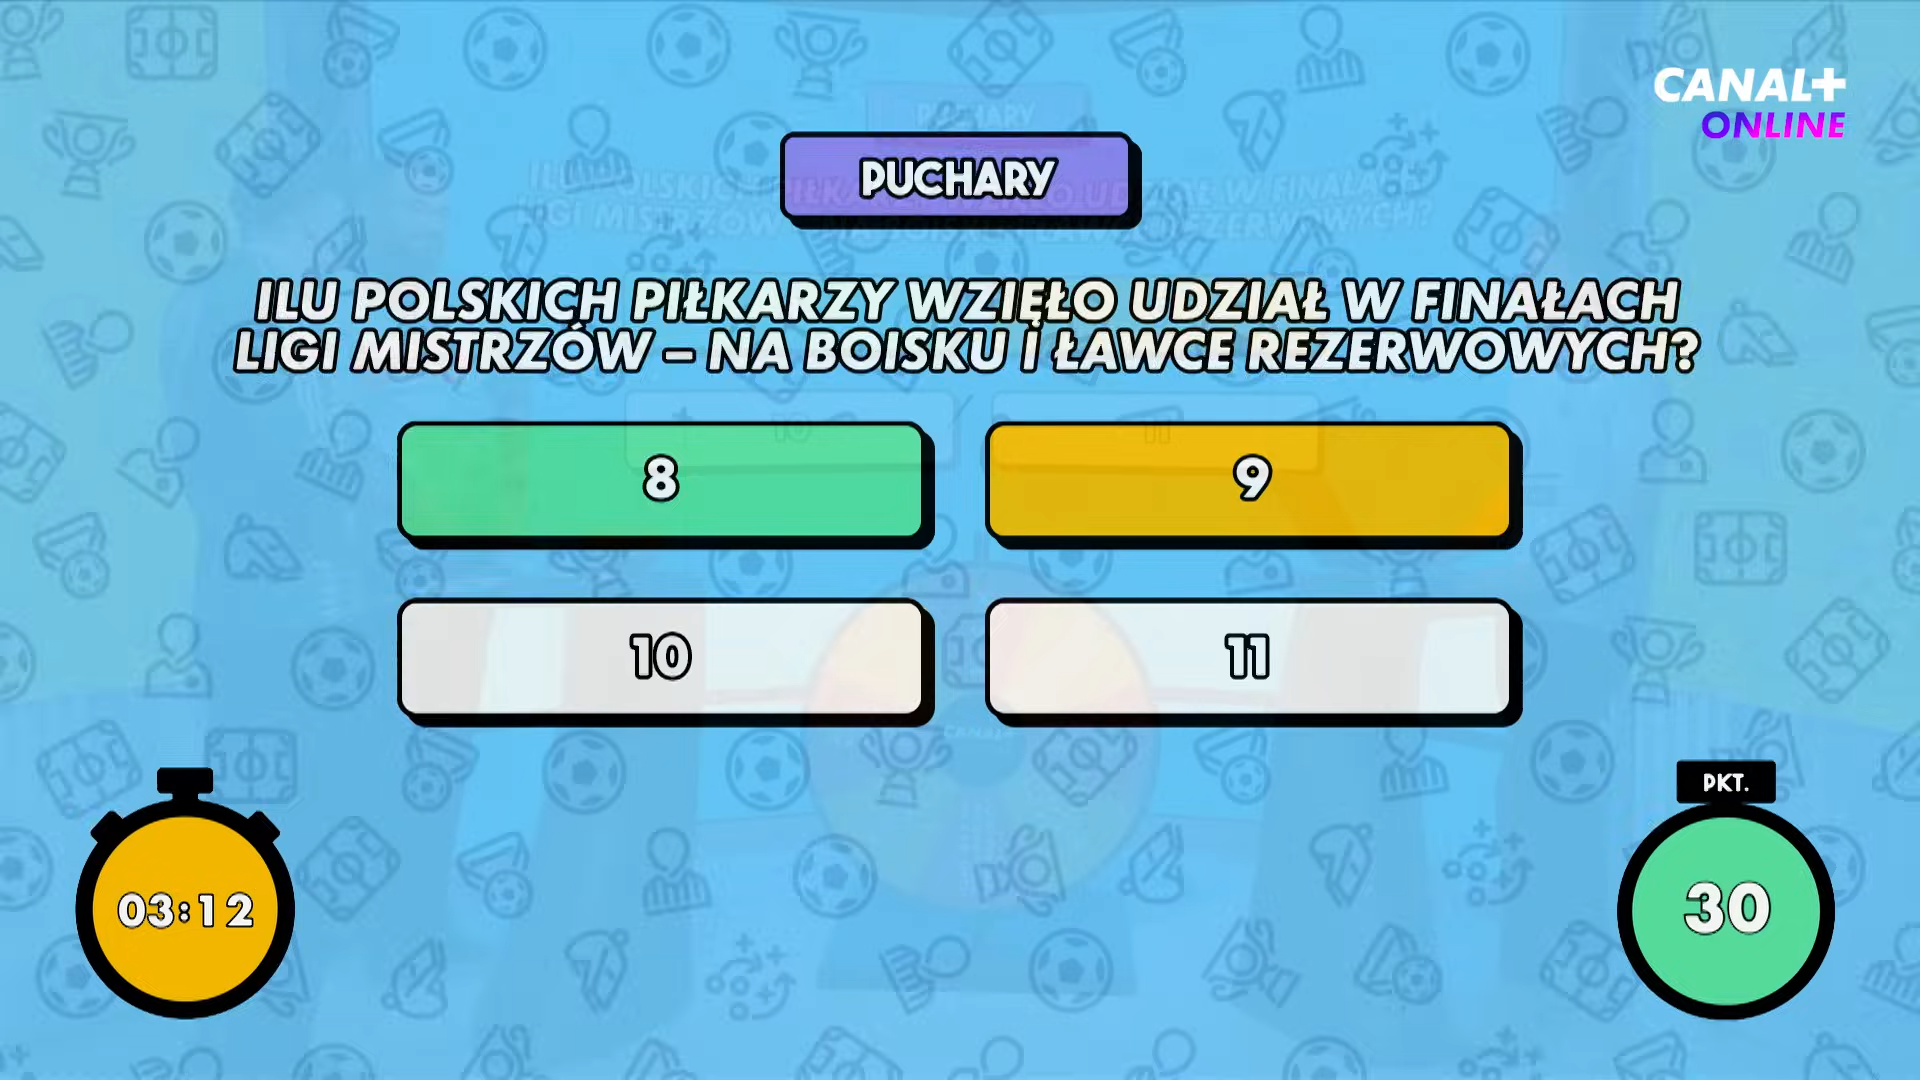 CANAL+
ONLINE
PUCHARY
ILU POLSKICH PIŁKARZY WZIĘŁO UDZIAŁ W FINAŁACH
LIGI MISTRZÓW – NA BOISKU I ŁAWCE REZERWOWYCH?
8
9
10
11
03:12
PKT.
30